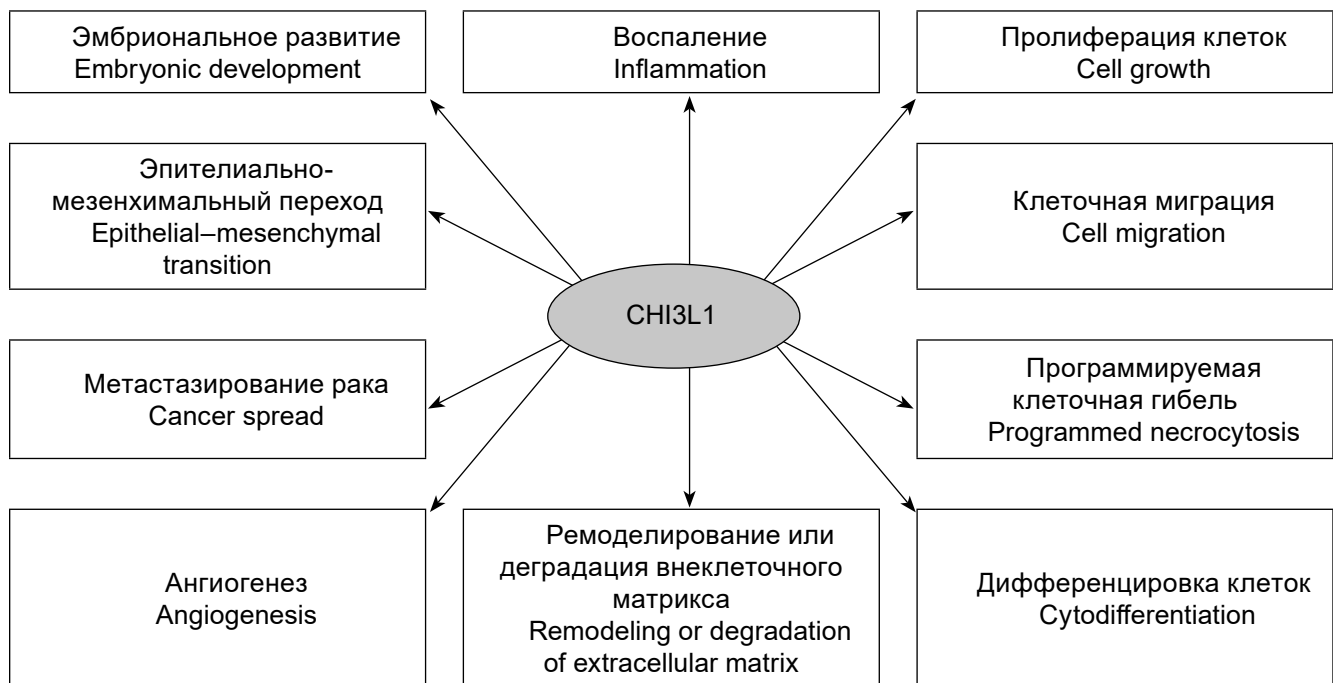 Эмбриональное развитие
Embryonic development
Воспаление
Inflammation
Пролиферация клеток
Cell growth
Эпителиально-
мезенхимальный переход
Epithelial–mesenchymal
transition
Клеточная миграция
Cell migration
CHI3L1
Метастазирование рака
Cancer spread
Программируемая
клеточная гибель
Programmed necrocytosis
Ангиогенез
Angiogenesis
Ремоделирование или
деградация внеклеточного
матрикса
Remodeling or degradation
of extracellular matrix
Дифференцировка клеток
Cytodifferentiation